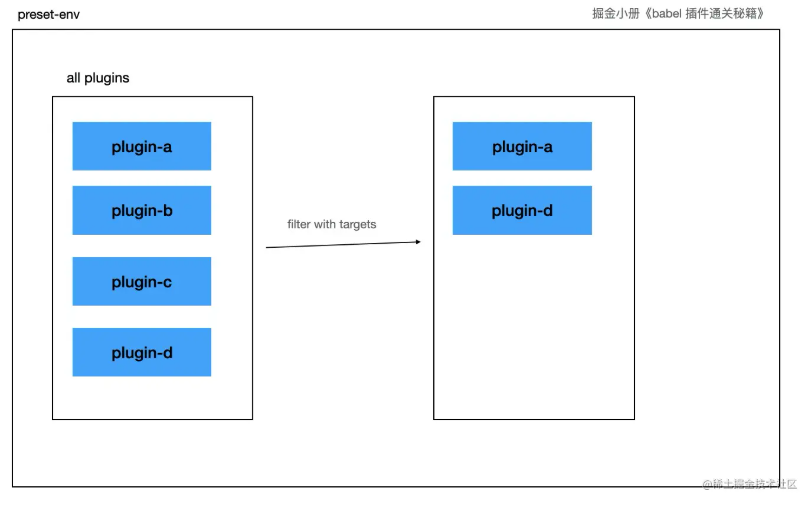 preset-env
掘金小册《babel 插件通关秘籍》
all plugins
plugin-a
plugin-b
plugin-c
plugin-d
filter with targets
plugin-a
plugin-d
@稀土掘金技术社区